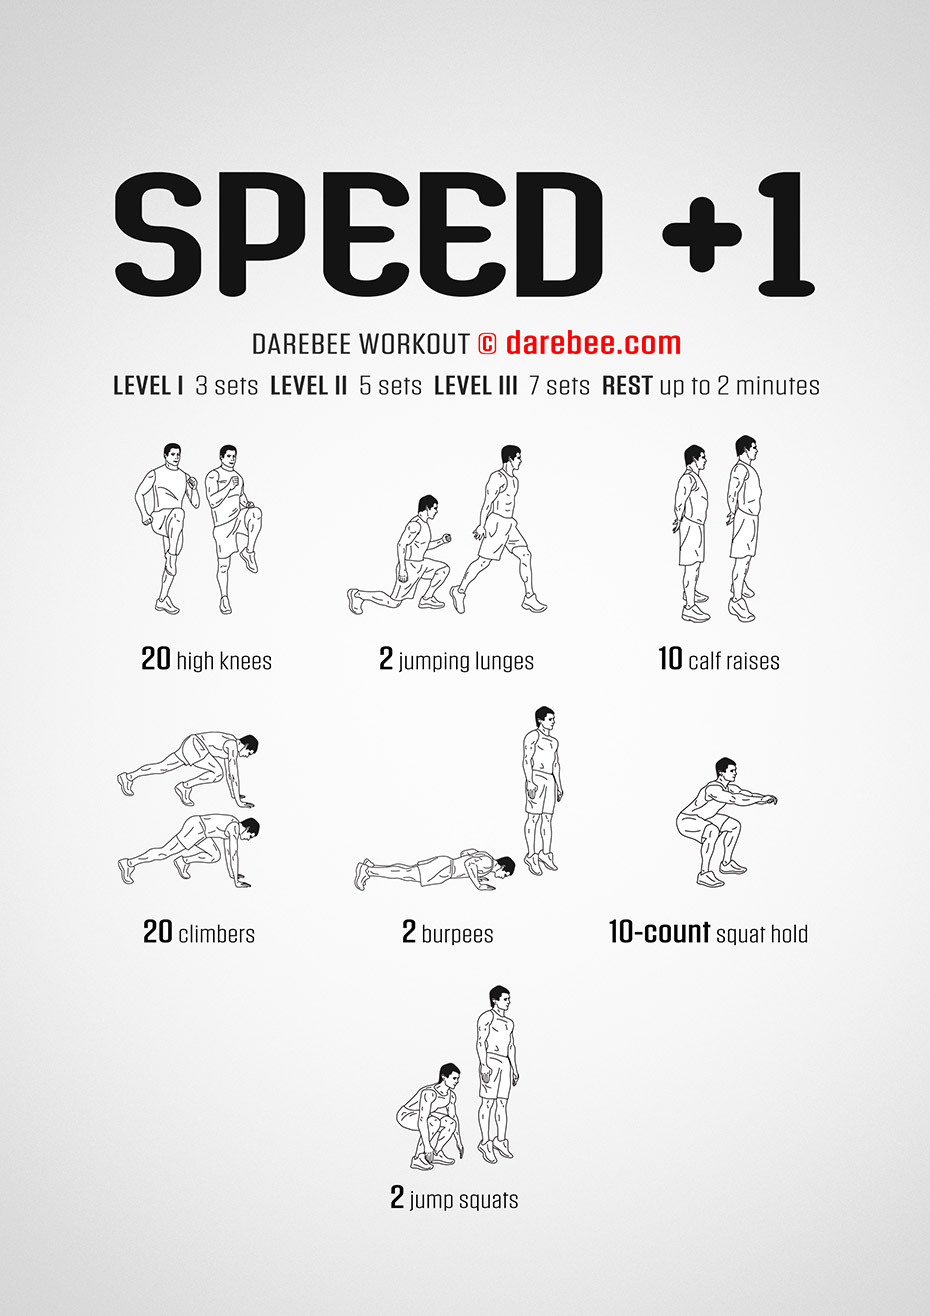 SPEED +1
DAREBEE WORKOUT © darebee.com
LEVEL I 3 sets LEVEL II 5 sets LEVEL III 7 sets REST up to 2 minutes
20 high knees
2 jumping lunges
10 calf raises
20 climbers
2 burpees
10-count squat hold
2 jump squats